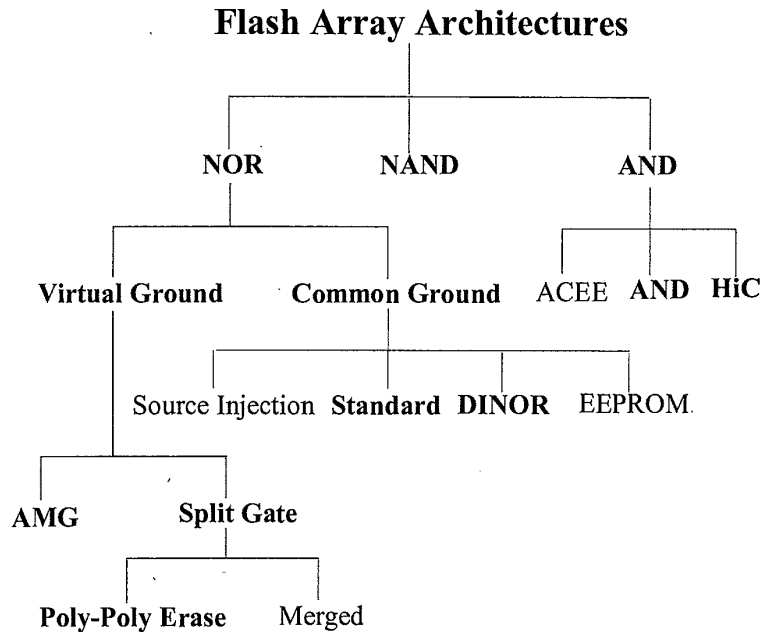 Flash Array Architectures
NOR NAND AND
Virtual Ground Common Ground ACEE AND HiC
Source Injection Standard DINOR EEPROM
AMG Split Gate
Poly-Poly Erase Merged